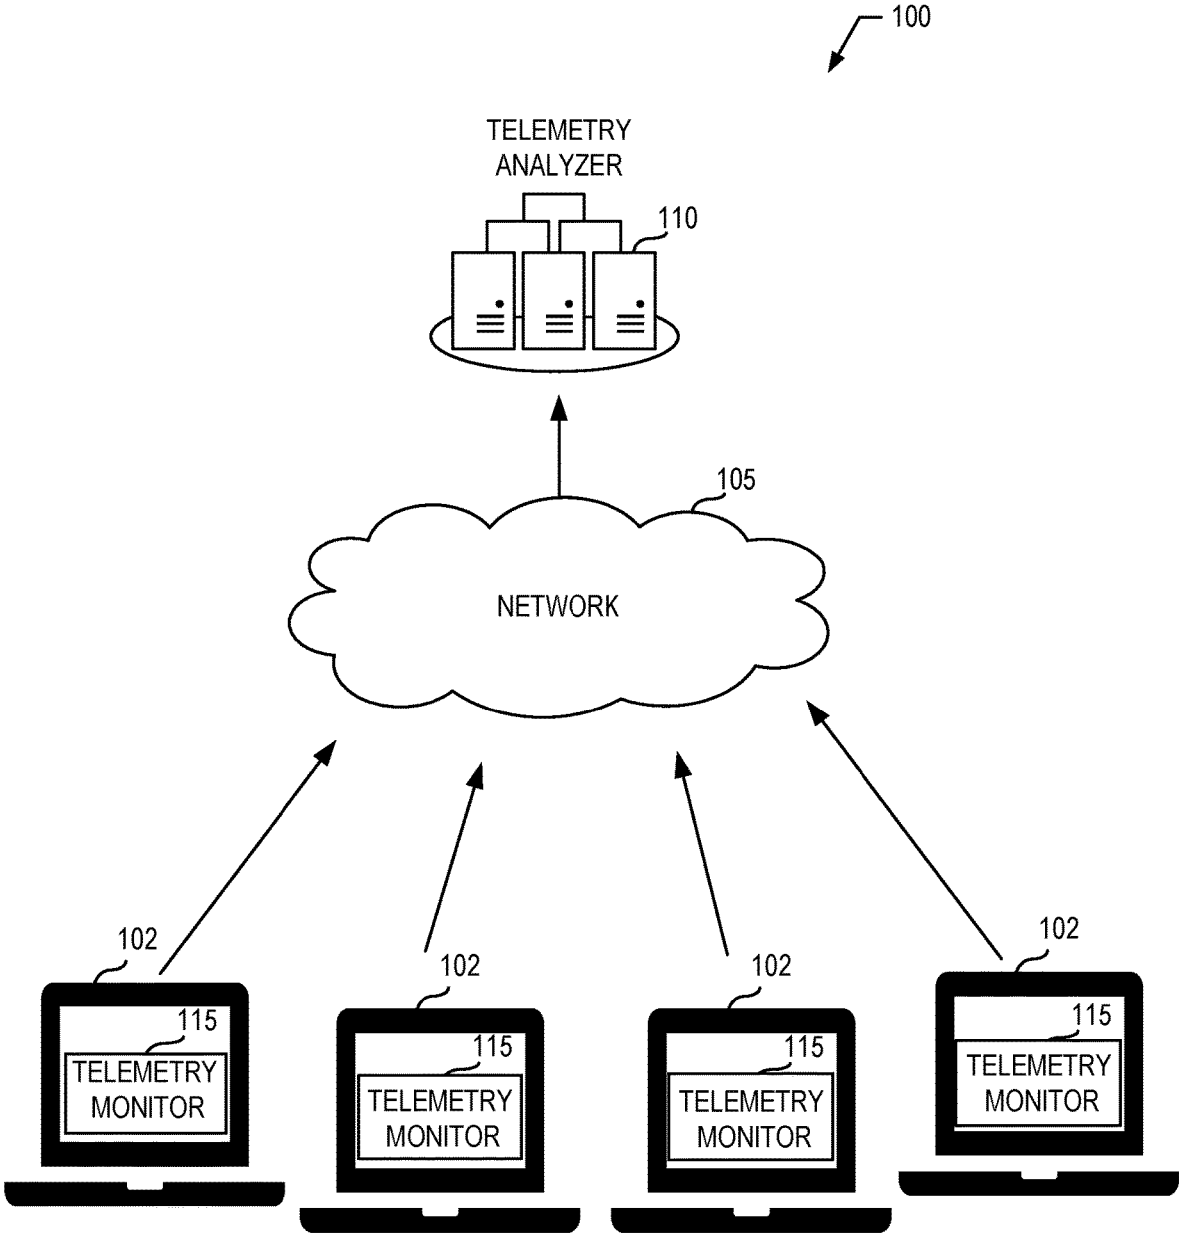 100
TELEMETRY
ANALYZER
110
105
NETWORK
102
102
102
102
115
TELEMETRY
MONITOR
115
TELEMETRY
MONITOR
115
TELEMETRY
MONITOR
115
TELEMETRY
MONITOR